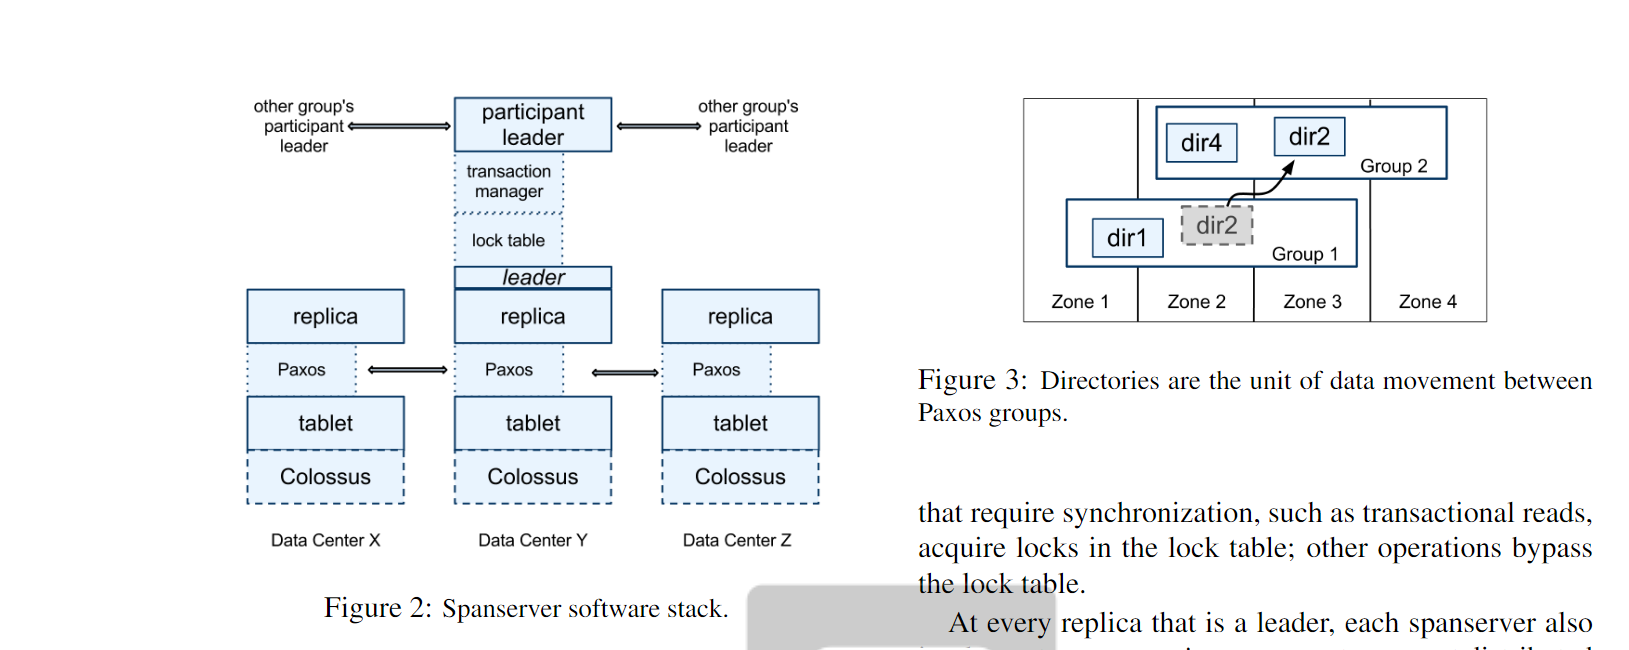 other group's
participant
leader
participant
leader
other group's
participant
leader
transaction
manager
lock table
leader
replica
replica
replica
Paxos
Paxos
Paxos
tablet
tablet
tablet
Colossus
Colossus
Colossus
Data Center X
Data Center Y
Data Center Z
Figure 2: Spanserver software stack.
dir4
dir2
Group 2
dir1
dir2
Group 1
Zone 1
Zone 2
Zone 3
Zone 4
Figure 3: Directories are the unit of data movement between
Paxos groups.
that require synchronization, such as transactional reads,
acquire locks in the lock table; other operations bypass
the lock table.
At every replica that is a leader, each spanserver also